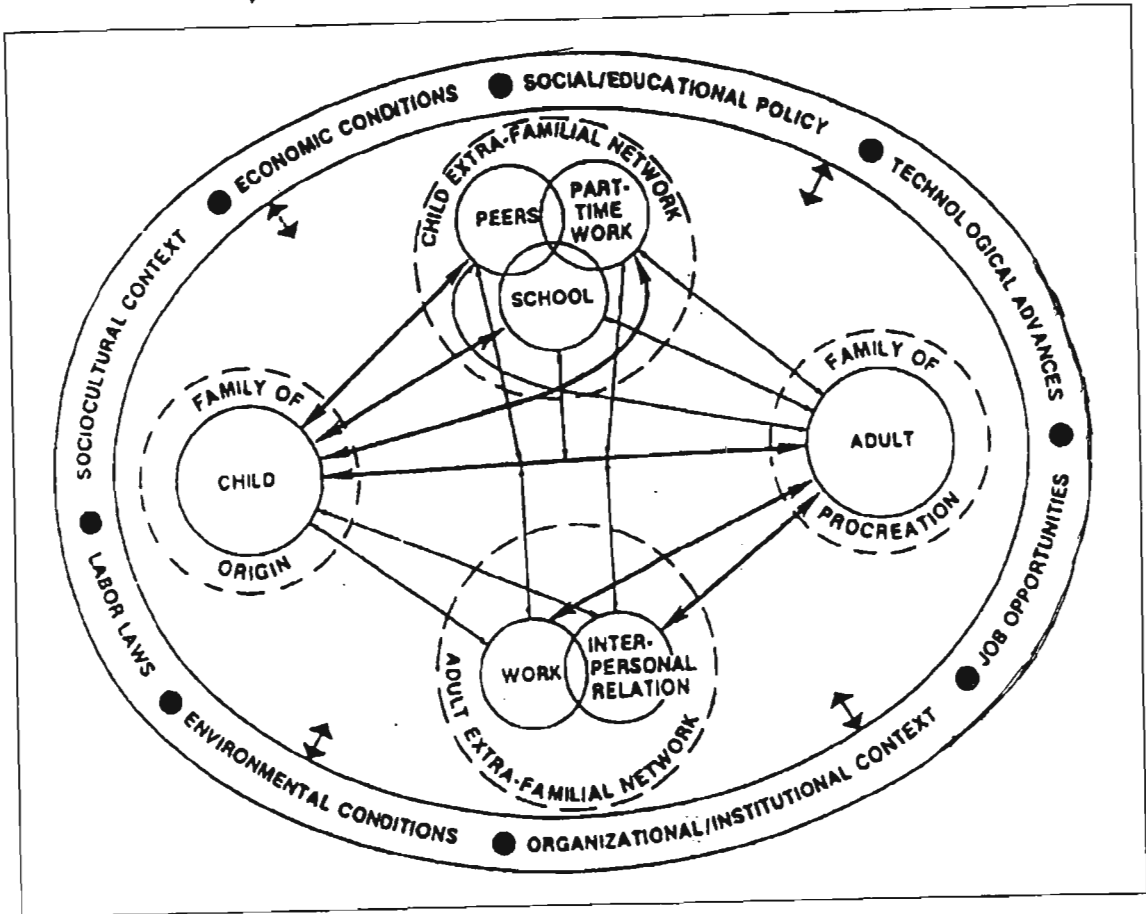 SOCIOCULTURAL CONTEXT
● ECONOMIC CONDITIONS
● SOCIAL/EDUCATIONAL POLICY
● TECHNOLOGICAL ADVANCES
● JOB OPPORTUNITIES
● ORGANIZATIONAL/INSTITUTIONAL CONTEXT
● ENVIRONMENTAL CONDITIONS
● LABOR LAWS
●
CHILD EXTRA-FAMILIAL NETWORK
PEERS
PART-
TIME
WORK
SCHOOL
FAMILY OF
CHILD
ORIGIN
FAMILY OF
ADULT
PROCREATION
WORK
INTER-
PERSONAL
RELATION
ADULT EXTRA-FAMILIAL NETWORK